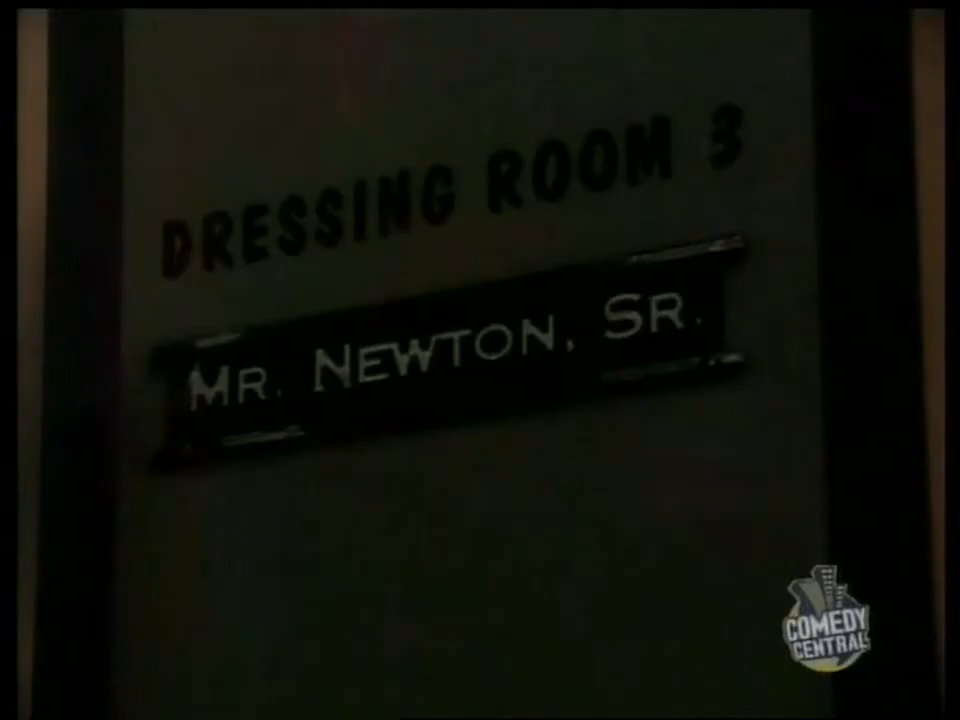 DRESSING ROOM 3
MR. NEWTON, SR.
COMEDY
CENTRAL